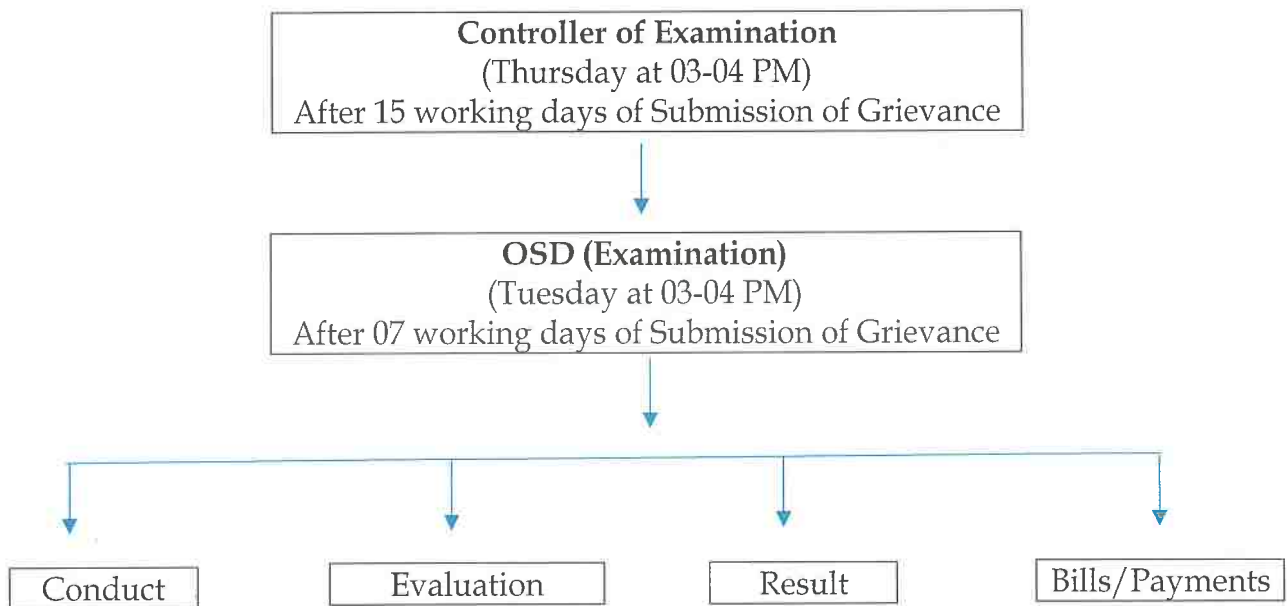 Controller of Examination
(Thursday at 03-04 PM)
After 15 working days of Submission of Grievance
OSD (Examination)
(Tuesday at 03-04 PM)
After 07 working days of Submission of Grievance
Conduct
Evaluation
Result
Bills/Payments